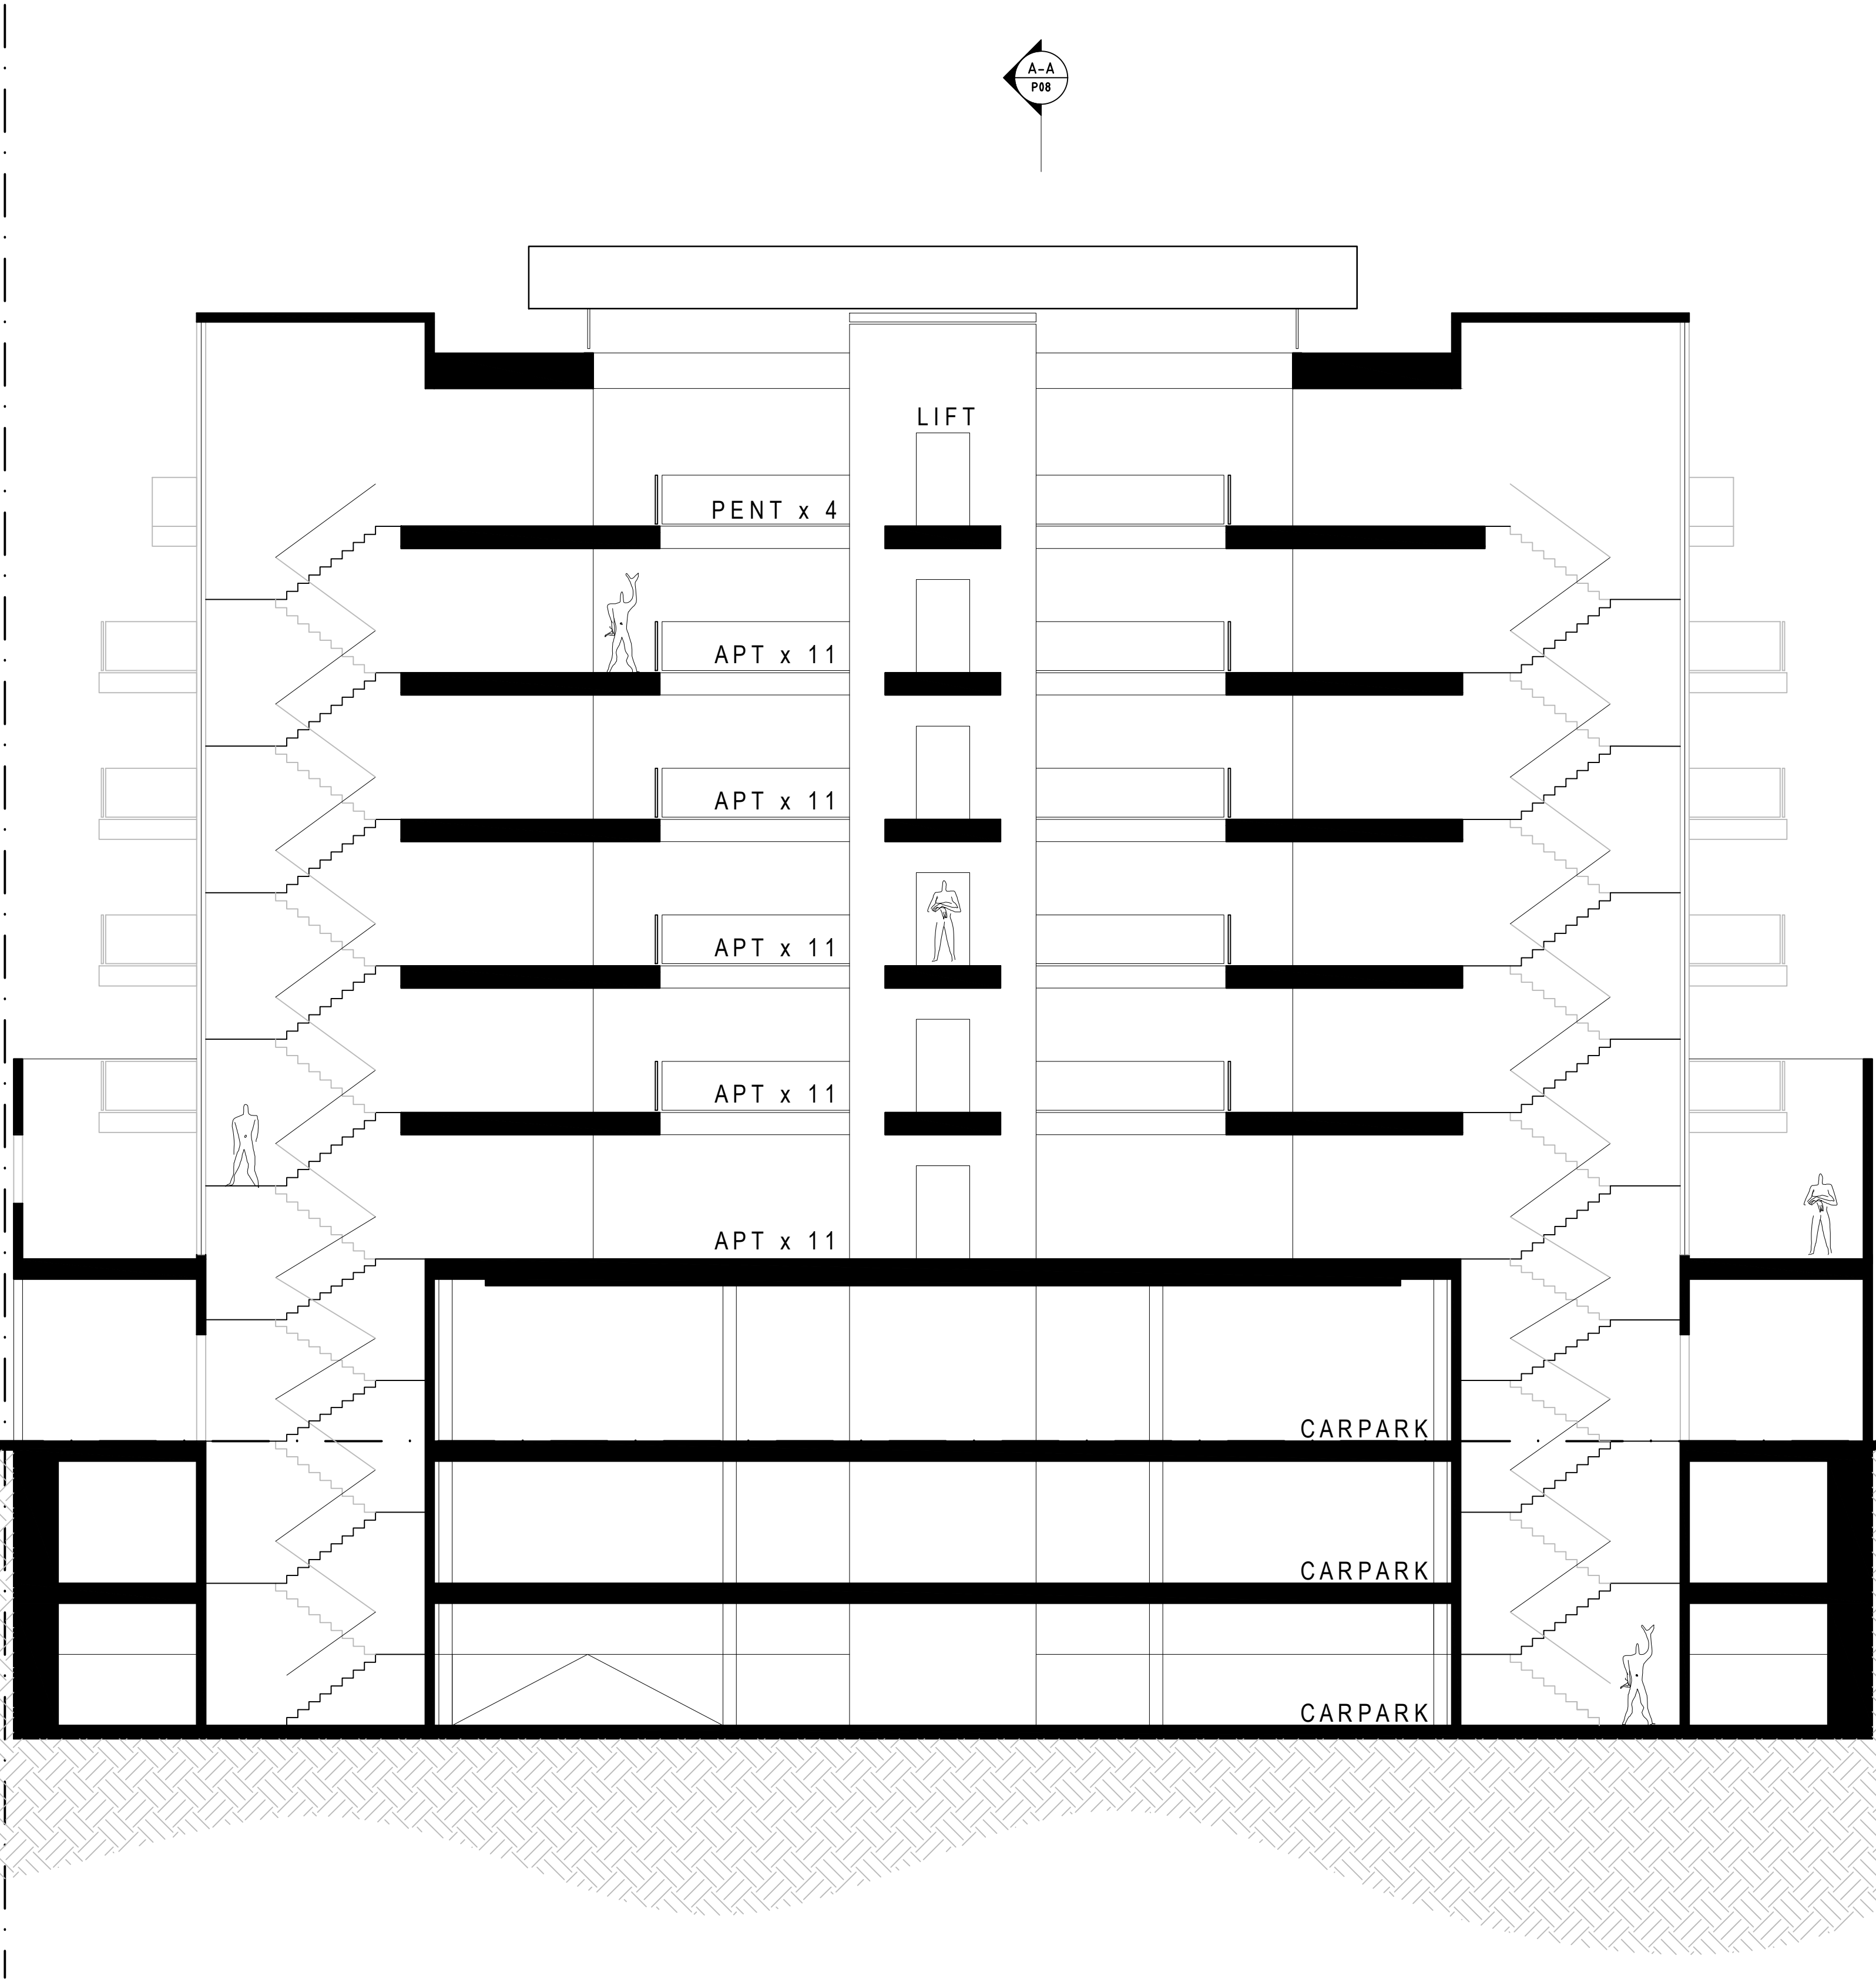 A-A
P08
LIFT
PENT x 4
APT x 11
APT x 11
APT x 11
APT x 11
APT x 11
CARPARK
CARPARK
CARPARK